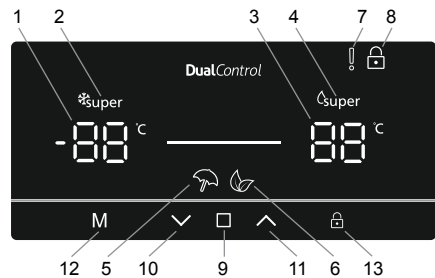 1 2 3 4 7 8
DualControl
super super
-88 °C 88 °C
M
12 5 10 9 11 6 13